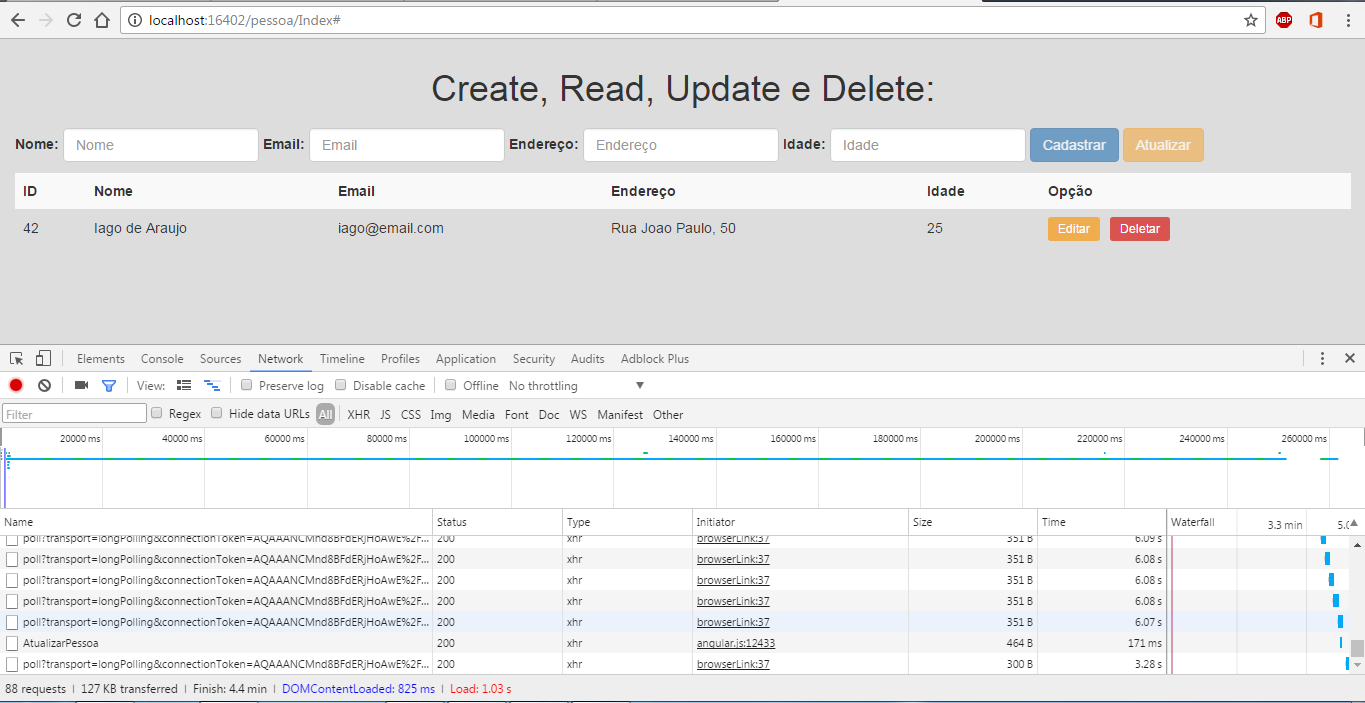 localhost:16402/pessoa/Index#
ABP
Create, Read, Update e Delete:
Nome: Nome Email: Email Endereço: Endereço Idade: Idade Cadastrar Atualizar
ID Nome Email Endereço Idade Opção
42 Iago de Araujo iago@email.com Rua Joao Paulo, 50 25 Editar Deletar
Elements Console Sources Network Timeline Profiles Application Security Audits Adblock Plus
View: Preserve log Disable cache Offline No throttling
Filter Regex Hide data URLs All XHR JS CSS Img Media Font Doc WS Manifest Other
20000 ms 40000 ms 60000 ms 80000 ms 100000 ms 120000 ms 140000 ms 160000 ms 180000 ms 200000 ms 220000 ms 240000 ms 260000 ms
Name Status Type Initiator Size Time Waterfall 3.3 min
poll?transport=longPolling&connectionToken=AQAAANCMnd8BFdERjHoAwE%2F... 200 xhr browserLink:37 351 B 6.09 s
poll?transport=longPolling&connectionToken=AQAAANCMnd8BFdERjHoAwE%2F... 200 xhr browserLink:37 351 B 6.08 s
poll?transport=longPolling&connectionToken=AQAAANCMnd8BFdERjHoAwE%2F... 200 xhr browserLink:37 351 B 6.08 s
poll?transport=longPolling&connectionToken=AQAAANCMnd8BFdERjHoAwE%2F... 200 xhr browserLink:37 351 B 6.08 s
poll?transport=longPolling&connectionToken=AQAAANCMnd8BFdERjHoAwE%2F... 200 xhr browserLink:37 351 B 6.07 s
AtualizarPessoa 200 xhr angular.js:12433 464 B 171 ms
poll?transport=longPolling&connectionToken=AQAAANCMnd8BFdERjHoAwE%2F... 200 xhr browserLink:37 300 B 3.28 s
88 requests | 127 KB transferred | Finish: 4.4 min | DOMContentLoaded: 825 ms | Load: 1.03 s